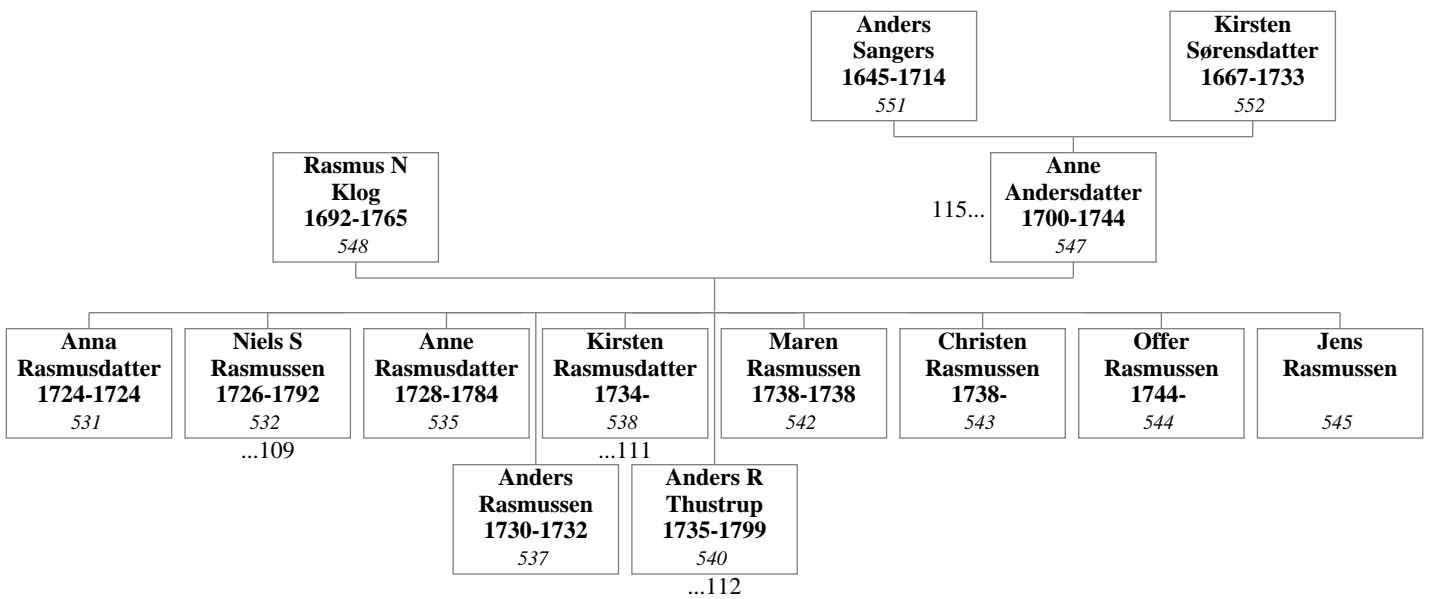 Anders
Sangers
1645-1714
551
Kirsten
Sørensdatter
1667-1733
552
Rasmus N
Klog
1692-1765
548
115...
Anne
Andersdatter
1700-1744
547
Anna
Rasmusdatter
1724-1724
531
Niels S
Rasmussen
1726-1792
532
...109
Anne
Rasmusdatter
1728-1784
535
Kirsten
Rasmusdatter
1734-
538
...111
Maren
Rasmussen
1738-1738
542
Christen
Rasmussen
1738-
543
Offer
Rasmussen
1744-
544
Jens
Rasmussen
545
Anders
Rasmussen
1730-1732
537
Anders R
Thustrup
1735-1799
540
...112